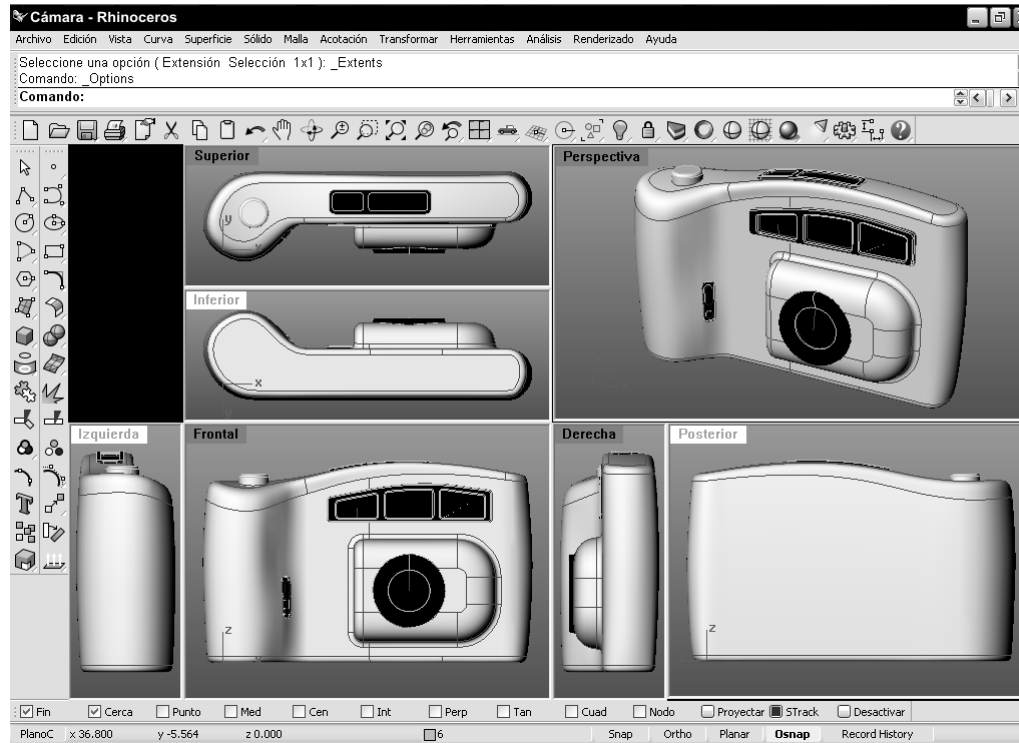 Cámara - Rhinoceros
Archivo Edición Vista Curva Superficie Sólido Malla Acotación Transformar Herramientas Análisis Renderizado Ayuda
Seleccione una opción ( Extensión Selección 1x1 ): _Extents
Comando: _Options
Comando:
Superior
Perspectiva
y
x
Inferior
x
y
Izquierda
Frontal
Derecha
Posterior
z
z
Fin Cerca Punto Med Cen Int Perp Tan Cuad Nodo Proyectar STrack Desactivar
PlanoC x 36.800 y -5.564 z 0.000 6 Snap Ortho Planar Osnap Record History